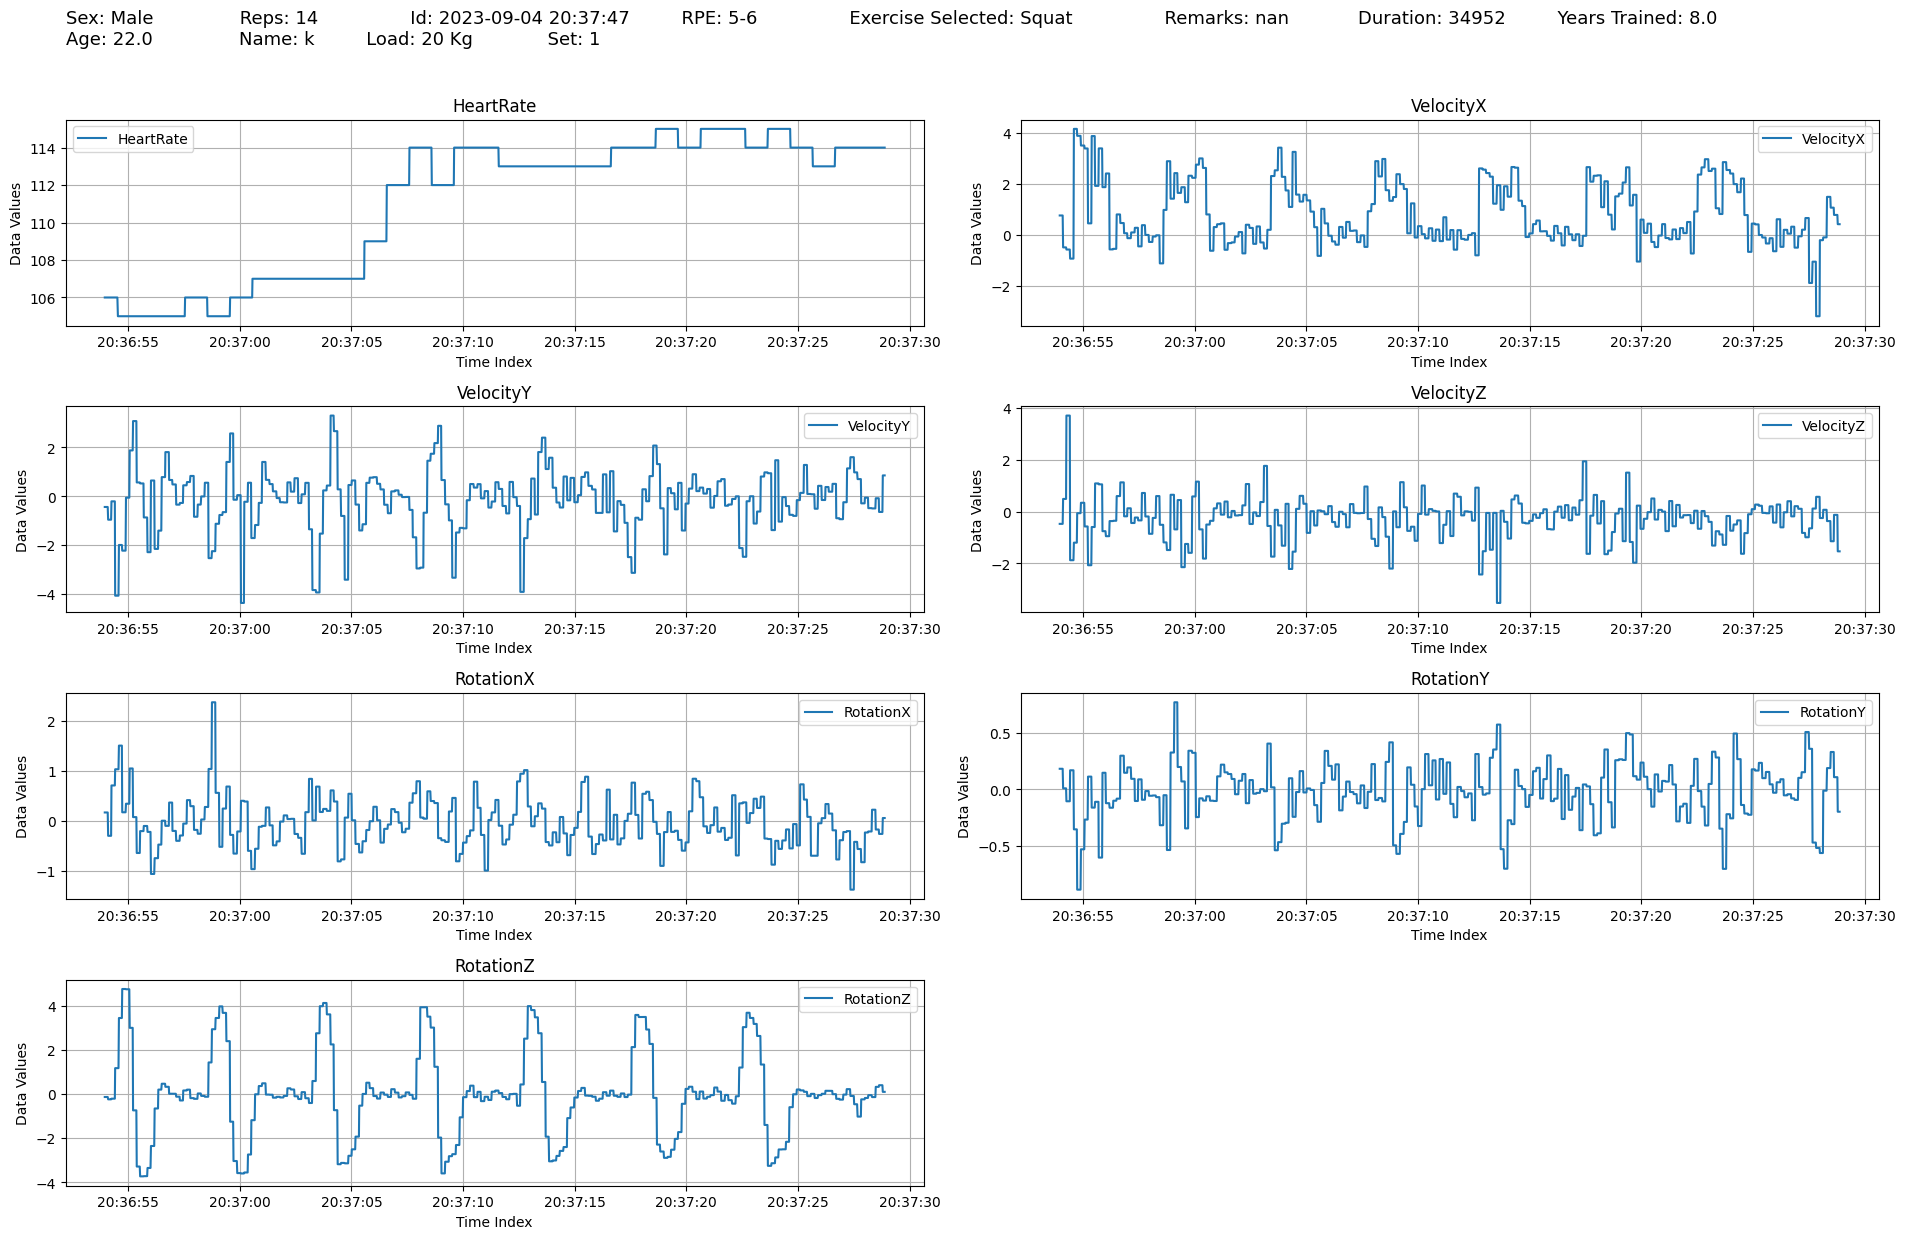 Sex: Male Reps: 14 Id: 2023-09-04 20:37:47 RPE: 5-6 Exercise Selected: Squat Remarks: nan Duration: 34952 Years Trained: 8.0
Age: 22.0 Name: k Load: 20 Kg Set: 1
HeartRate
HeartRate
Data Values
114
112
110
108
106
20:36:55 20:37:00 20:37:05 20:37:10 20:37:15 20:37:20 20:37:25 20:37:30
Time Index
VelocityX
VelocityX
Data Values
4
2
0
−2
20:36:55 20:37:00 20:37:05 20:37:10 20:37:15 20:37:20 20:37:25 20:37:30
Time Index
VelocityY
VelocityY
Data Values
2
0
−2
−4
20:36:55 20:37:00 20:37:05 20:37:10 20:37:15 20:37:20 20:37:25 20:37:30
Time Index
VelocityZ
VelocityZ
Data Values
4
2
0
−2
20:36:55 20:37:00 20:37:05 20:37:10 20:37:15 20:37:20 20:37:25 20:37:30
Time Index
RotationX
RotationX
Data Values
2
1
0
−1
20:36:55 20:37:00 20:37:05 20:37:10 20:37:15 20:37:20 20:37:25 20:37:30
Time Index
RotationY
RotationY
Data Values
0.5
0.0
−0.5
20:36:55 20:37:00 20:37:05 20:37:10 20:37:15 20:37:20 20:37:25 20:37:30
Time Index
RotationZ
RotationZ
Data Values
4
2
0
−2
−4
20:36:55 20:37:00 20:37:05 20:37:10 20:37:15 20:37:20 20:37:25 20:37:30
Time Index